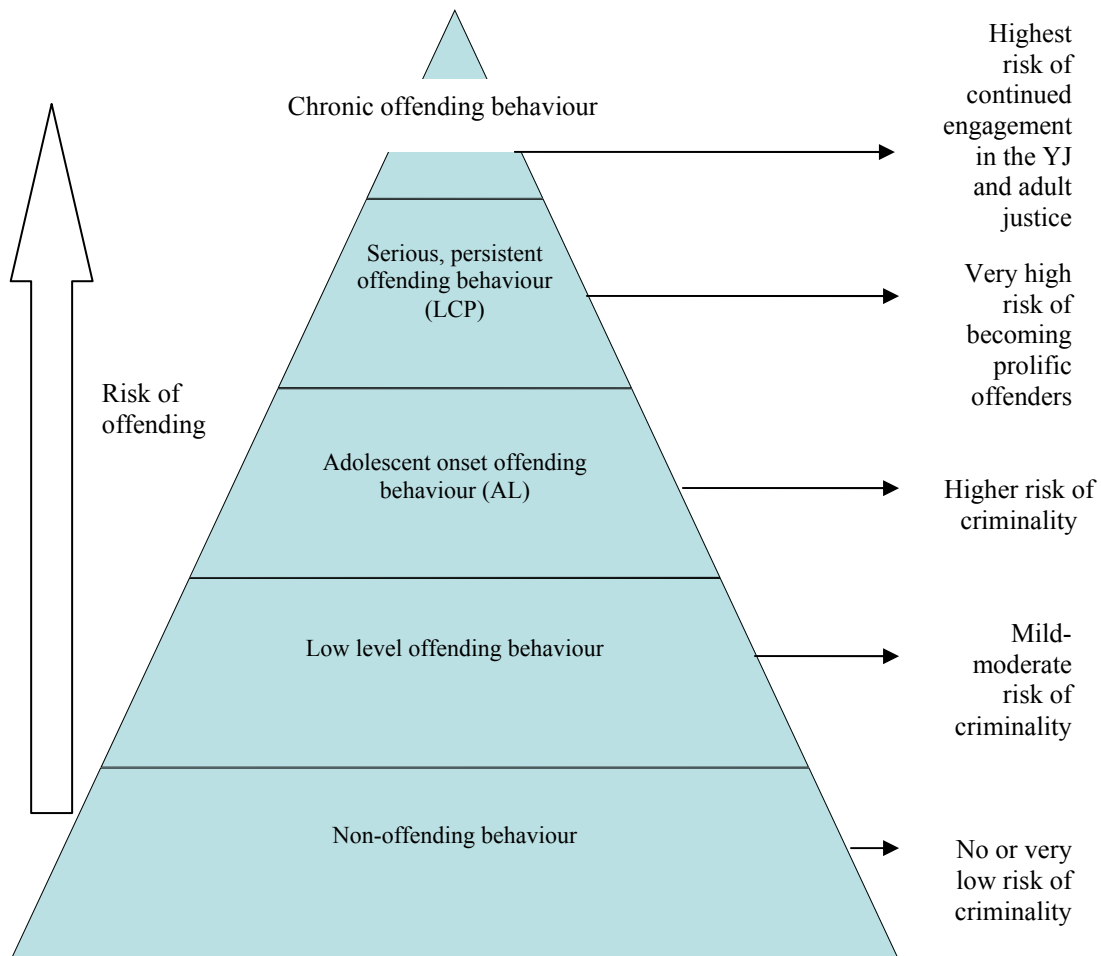 Highest
risk of
continued
engagement
in the YJ
and adult
justice
Chronic offending behaviour
Serious, persistent
offending behaviour
(LCP)
Very high
risk of
becoming
prolific
offenders
Risk of
offending
Adolescent onset offending
behaviour (AL)
Higher risk of
criminality
Low level offending behaviour
Mild-
moderate
risk of
criminality
Non-offending behaviour
No or very
low risk of
criminality